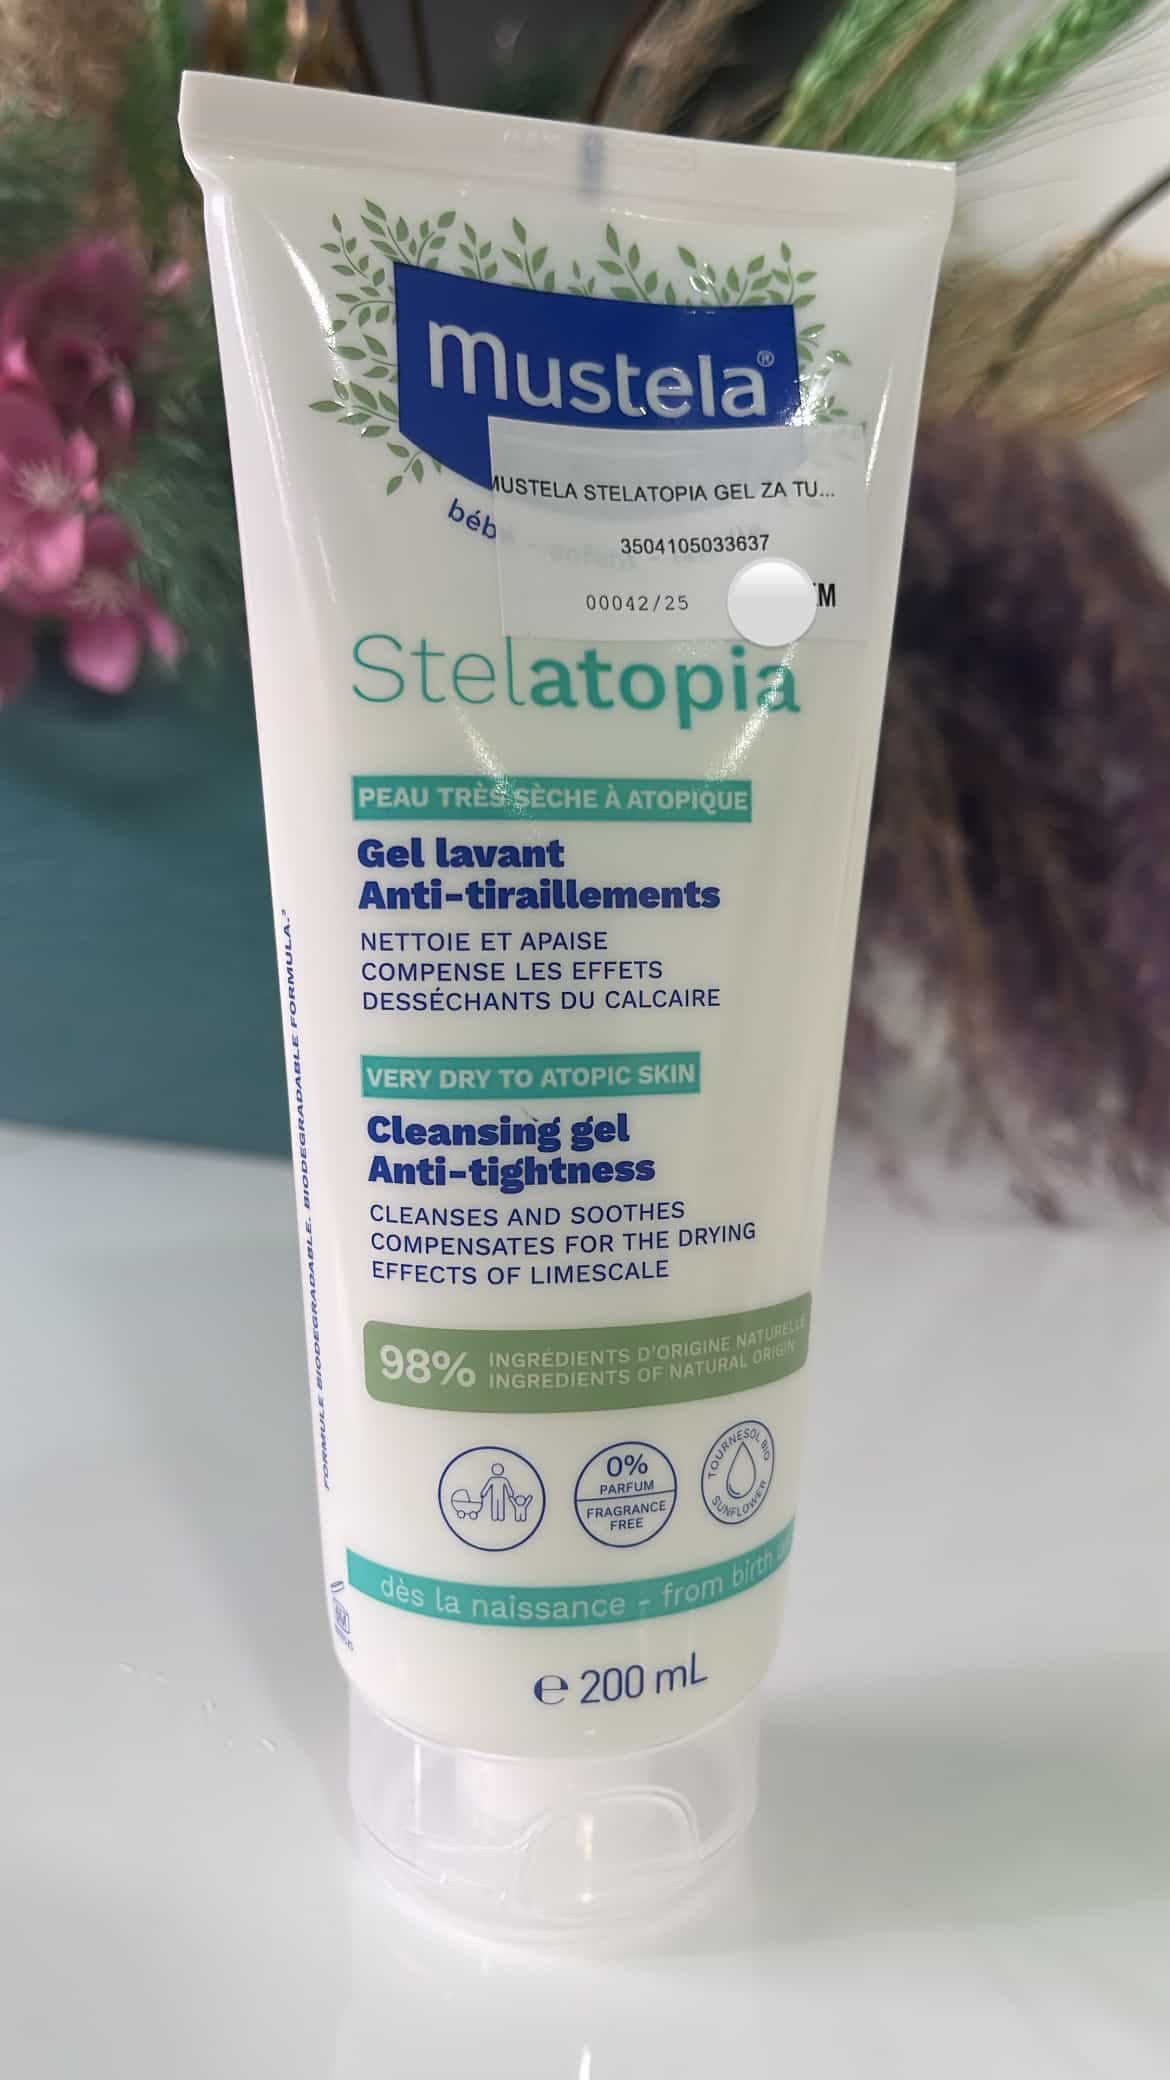 mustela®
MUSTELA STELATOPIA GEL ZA TU...
bébé - enfant -
3504105033637
00042/25
Stelatopia
PEAU TRÈS SÈCHE À ATOPIQUE
Gel lavant
Anti-tiraillements
NETTOIE ET APAISE
COMPENSE LES EFFETS
DESSÉCHANTS DU CALCAIRE
VERY DRY TO ATOPIC SKIN
Cleansing gel
Anti-tightness
CLEANSES AND SOOTHES
COMPENSATES FOR THE DRYING
EFFECTS OF LIMESCALE
98% INGRÉDIENTS D'ORIGINE NATURELLE
INGREDIENTS OF NATURAL ORIGIN
0%
PARFUM
FRAGRANCE
FREE
TOURNESOL BIO
SUNFLOWER
dès la naissance - from birth
e 200 mL
FORMULE BIODÉGRADABLE. BIODEGRADABLE FORMULA.